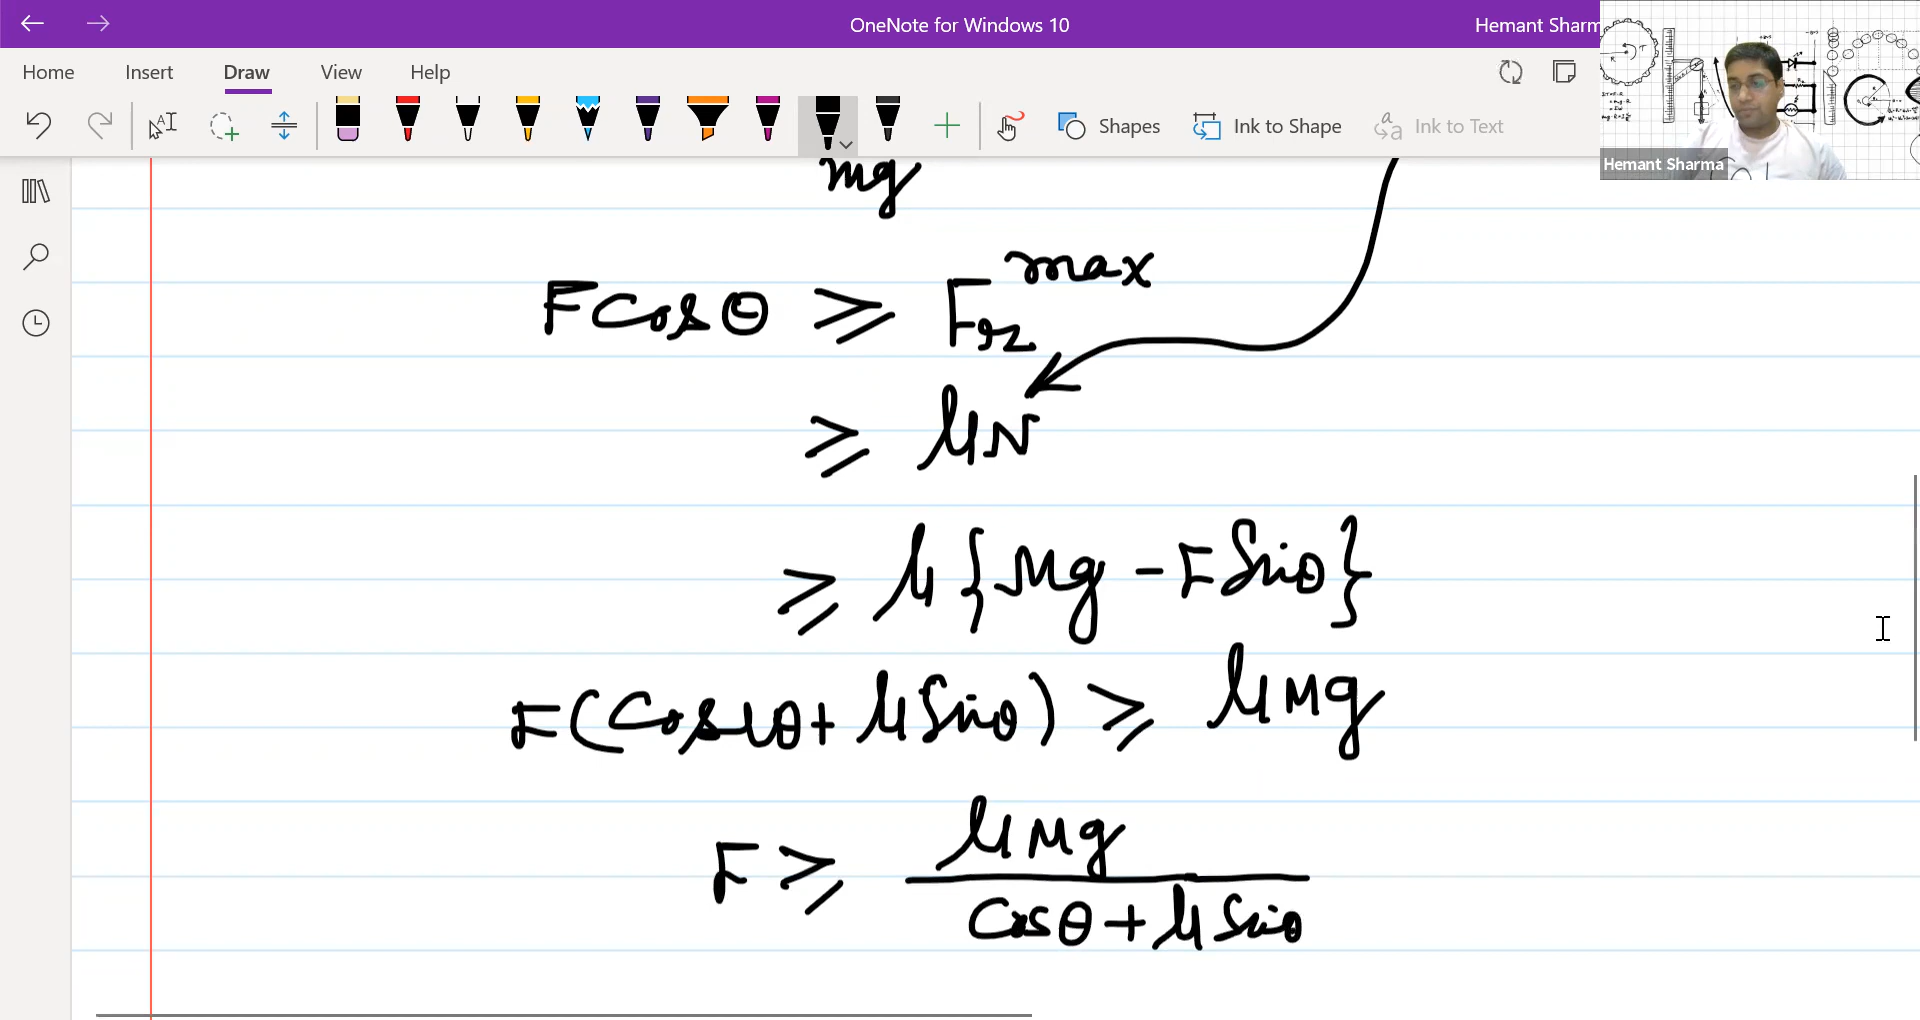 OneNote for Windows 10
Hemant Sharm
Home Insert Draw View Help
Shapes Ink to Shape Ink to Text
Hemant Sharma
mg
F Cos θ ⩾ Fr max
⩾ μN
⩾ μ{Mg - F Sinθ}
F(Cosθ + μ Sinθ) ⩾ μMg
F ⩾ μMg
Cosθ + μ Sinθ